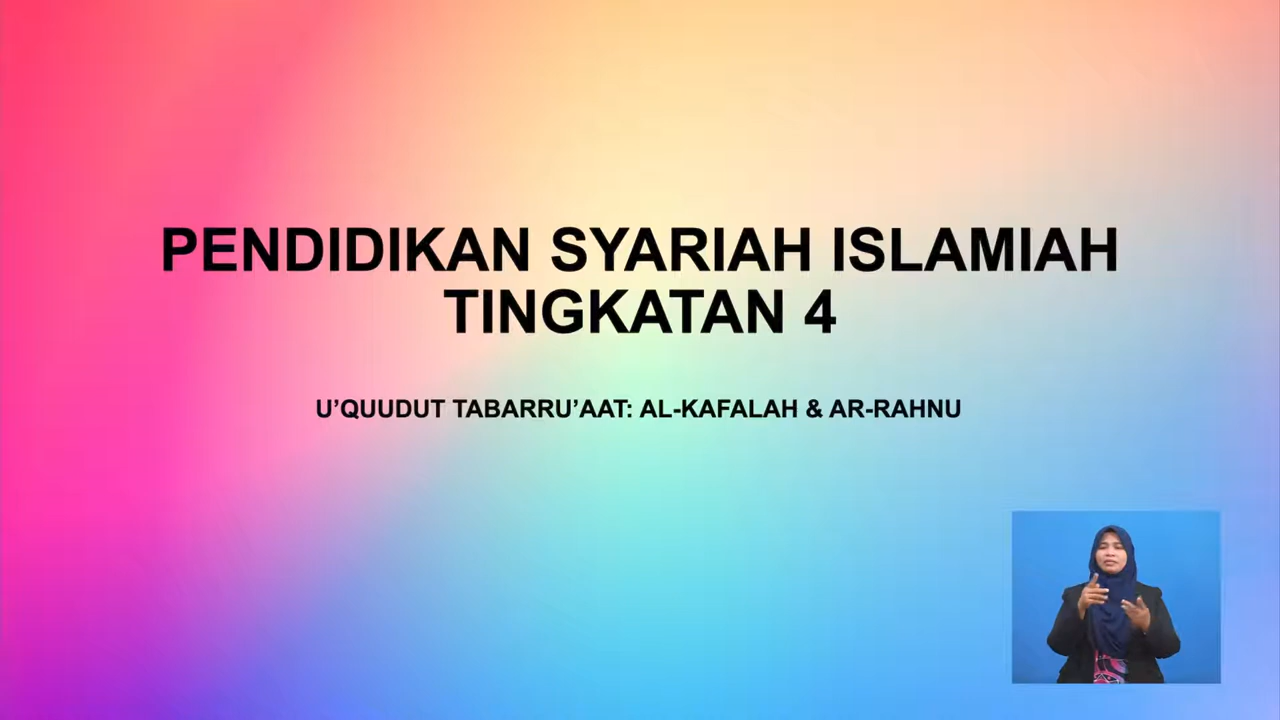 PENDIDIKAN SYARIAH ISLAMIAH
TINGKATAN 4
U’QUUDUT TABARRU’AAT: AL-KAFALAH & AR-RAHNU